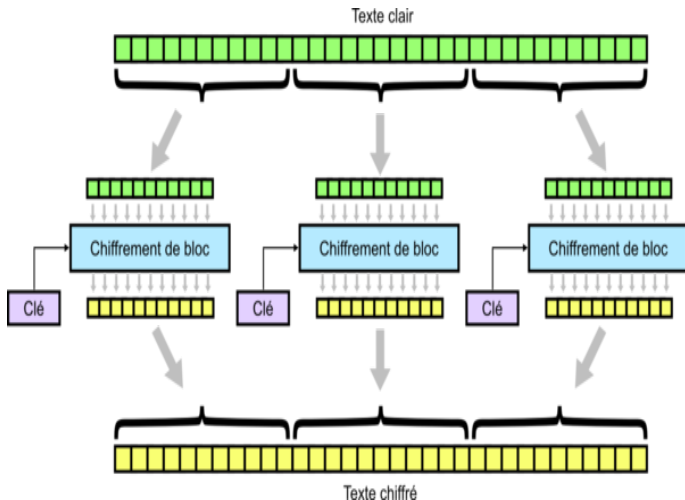 Texte clair
Chiffrement de bloc
Chiffrement de bloc
Chiffrement de bloc
Clé
Clé
Clé
Texte chiffré